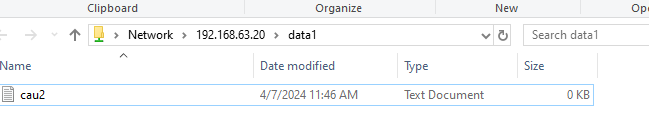 Clipboard Organize New Ope
Network > 192.168.63.20 > data1 Search data1
Name Date modified Type Size
cau2 4/7/2024 11:46 AM Text Document 0 KB